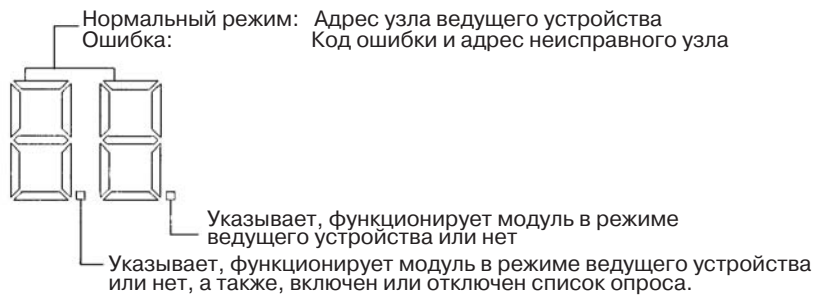 Нормальный режим: Адрес узла ведущего устройства
Ошибка: Код ошибки и адрес неисправного узла
Указывает, функционирует модуль в режиме
ведущего устройства или нет
Указывает, функционирует модуль в режиме ведущего устройства
или нет, а также, включен или отключен список опроса.